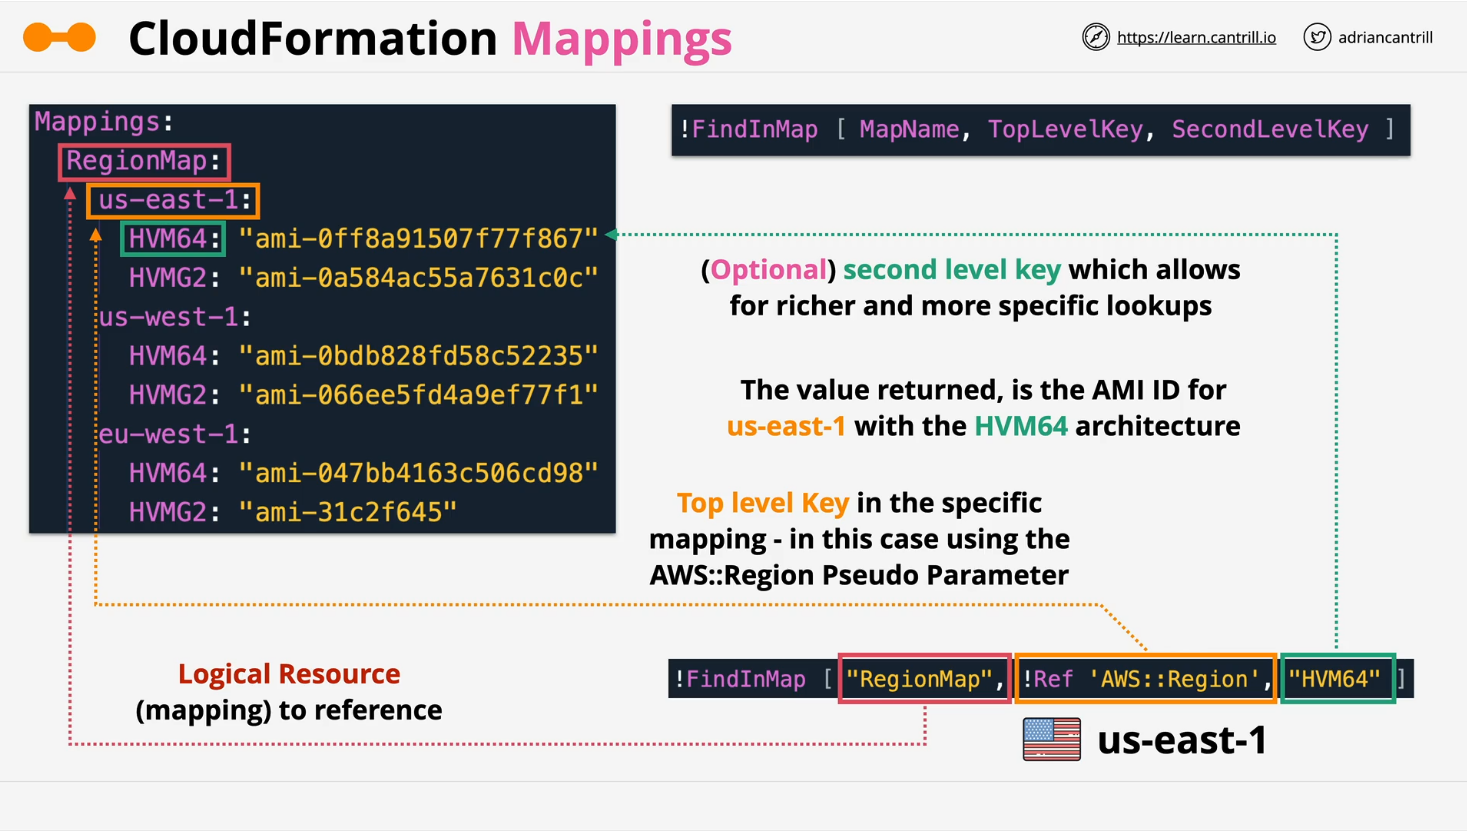 CloudFormation Mappings
https://learn.cantrill.io
adriancantrill
Mappings:
RegionMap:
us-east-1:
HVM64: "ami-0ff8a91507f77f867"
HVMG2: "ami-0a584ac55a7631c0c"
us-west-1:
HVM64: "ami-0bdb828fd58c52235"
HVMG2: "ami-066ee5fd4a9ef77f1"
eu-west-1:
HVM64: "ami-047bb4163c506cd98"
HVMG2: "ami-31c2f645"
!FindInMap [ MapName, TopLevelKey, SecondLevelKey ]
(Optional) second level key which allows
for richer and more specific lookups
The value returned, is the AMI ID for
us-east-1 with the HVM64 architecture
Top level Key in the specific
mapping - in this case using the
AWS::Region Pseudo Parameter
Logical Resource
(mapping) to reference
!FindInMap [ "RegionMap", !Ref 'AWS::Region', "HVM64" ]
us-east-1